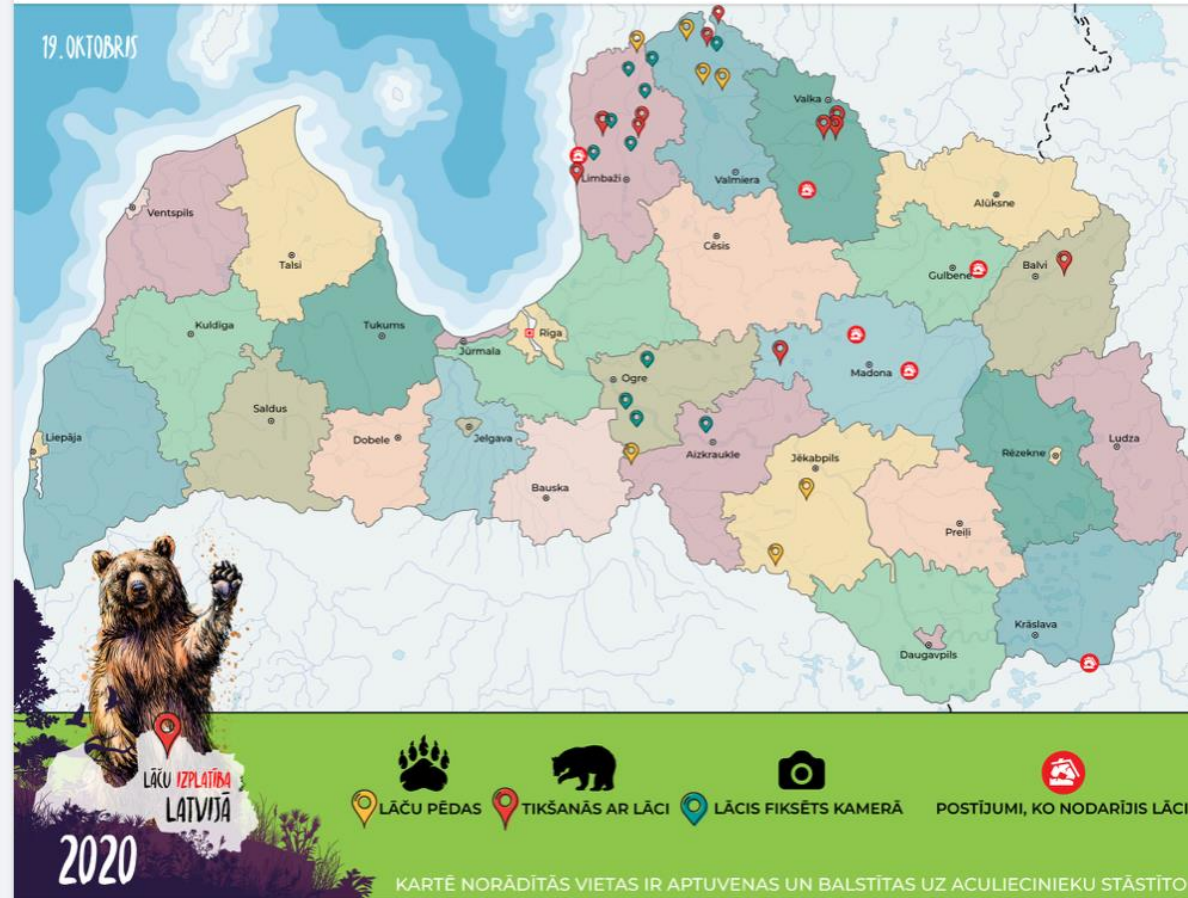 19.OKTOBRIS
Valka
Limbaži
Valmiera
Alūksne
Ventspils
Cēsis
Talsi
Gulbene
Balvi
Kuldīga
Tukums
Rīga
Jūrmala
Madona
Ogre
Saldus
Dobele
Jelgava
Liepāja
Aizkraukle
Jēkabpils
Rēzekne
Ludza
Bauska
Preiļi
Krāslava
Daugavpils
LĀČU IZPLATĪBA
LATVIJĀ
2020
LĀČU PĒDAS
TIKŠANĀS AR LĀCI
LĀCIS FIKSĒTS KAMERĀ
POSTĪJUMI, KO NODARĪJIS LĀCI
KARTĒ NORĀDĪTĀS VIETAS IR APTUVENAS UN BALSTĪTAS UZ ACULIECINIEKU STĀSTĪTO